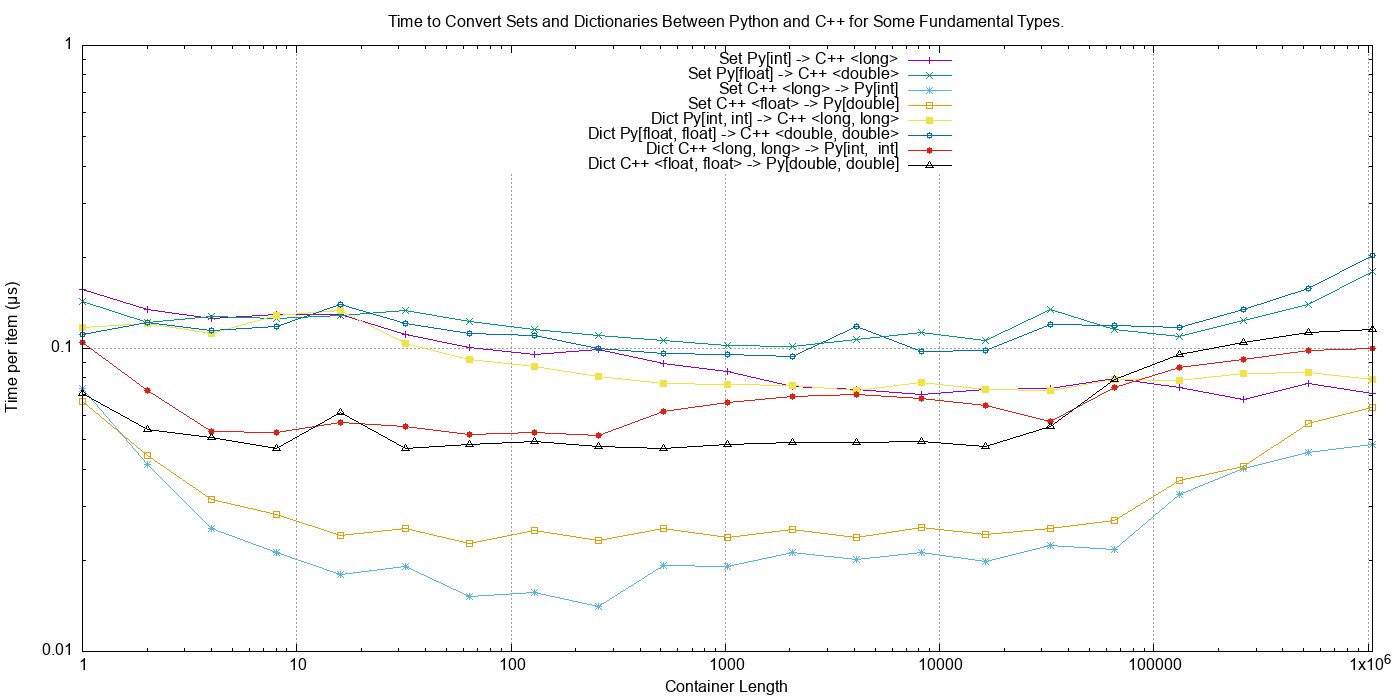 Time to Convert Sets and Dictionaries Between Python and C++ for Some Fundamental Types.
1
Set Py[int] -> C++ <long>
Set Py[float] -> C++ <double>
Set C++ <long> -> Py[int]
Set C++ <float> -> Py[double]
Dict Py[int, int] -> C++ <long, long>
Dict Py[float, float] -> C++ <double, double>
Dict C++ <long, long> -> Py[int,  int]
Dict C++ <float, float> -> Py[double, double]
Time per item (µs)
0.1
0.01
1 10 100 1000 10000 100000 1x10⁶
Container Length